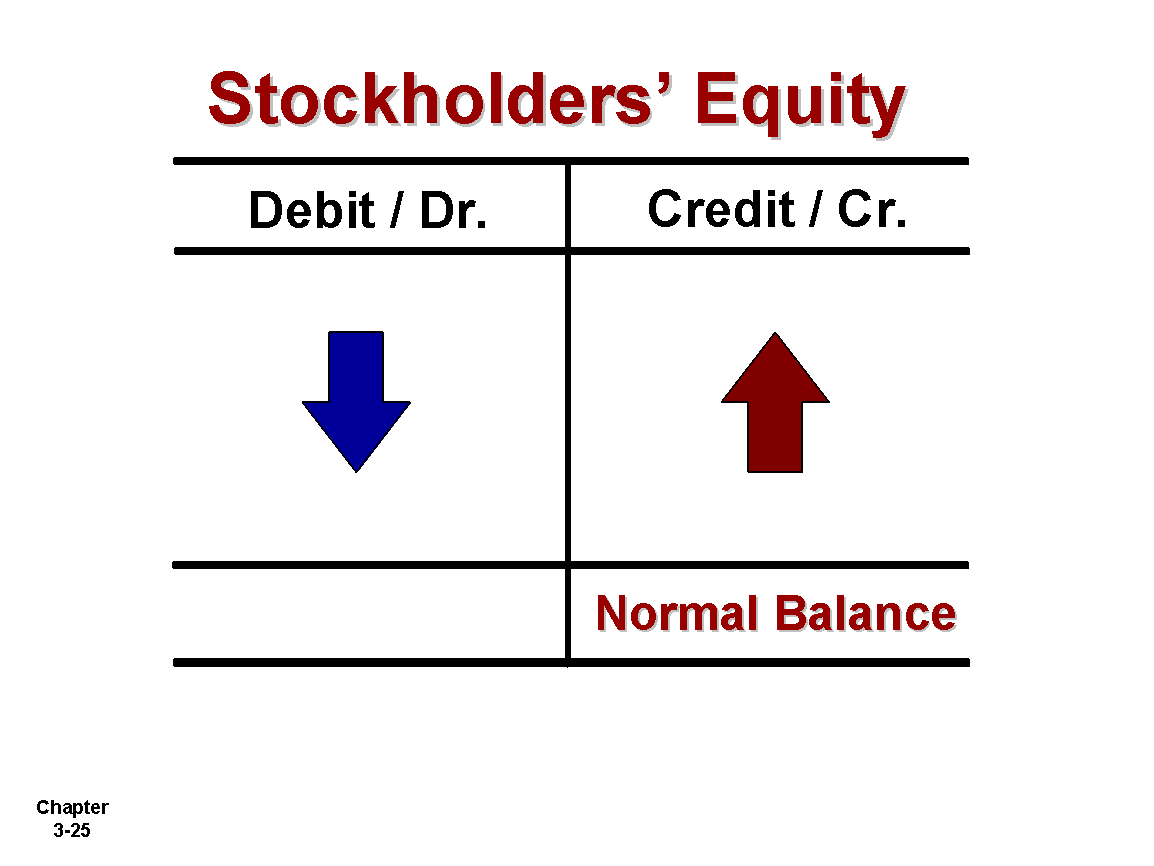 Stockholders’ Equity
Debit / Dr.
Credit / Cr.
Normal Balance
Chapter
3-25